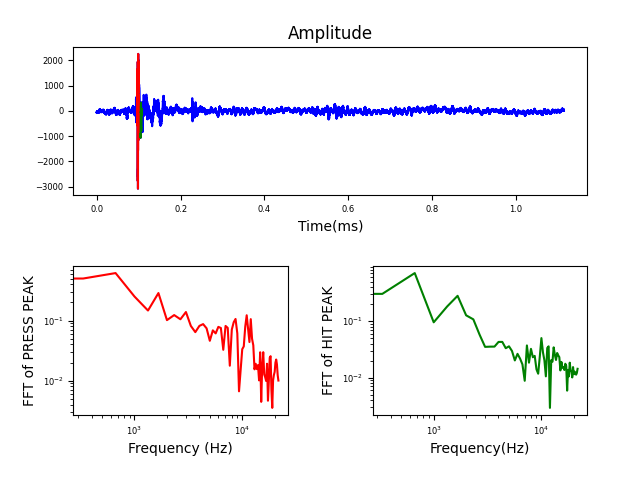 Amplitude
2000
1000
0
−1000
−2000
−3000
0.0 0.2 0.4 0.6 0.8 1.0
Time(ms)
FFT of PRESS PEAK
10⁻¹
10⁻²
10³ 10⁴
Frequency (Hz)
FFT of HIT PEAK
10⁻¹
10⁻²
10³ 10⁴
Frequency(Hz)